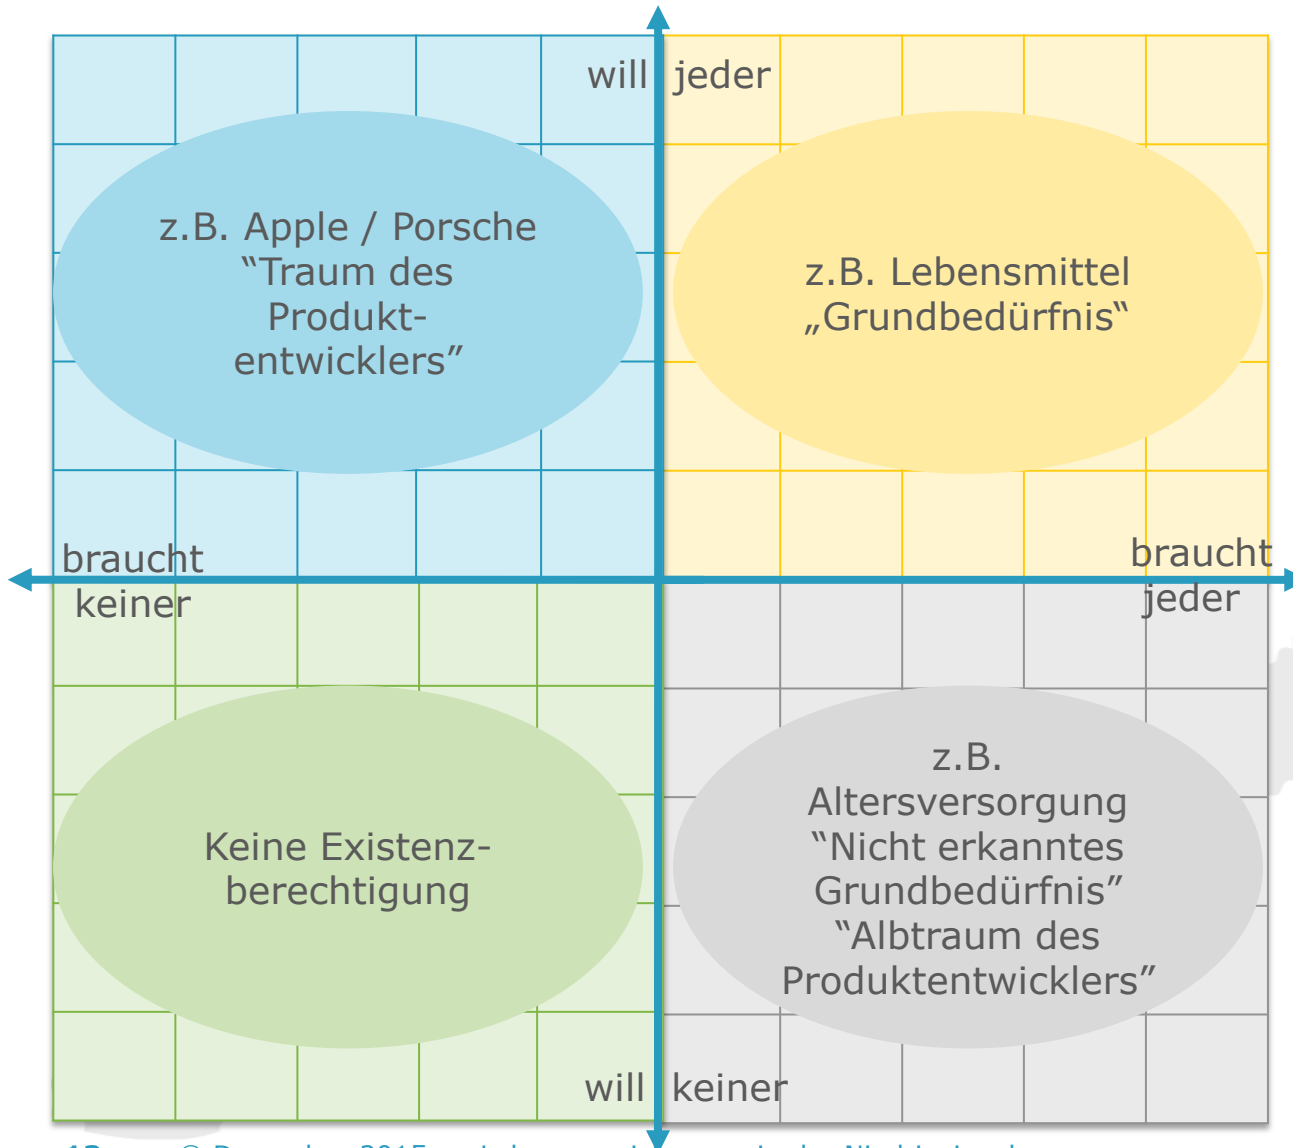 will jeder
z.B. Apple / Porsche
“Traum des
Produkt-
entwicklers”
z.B. Lebensmittel
„Grundbedürfnis“
braucht
keiner
braucht
jeder
Keine Existenz-
berechtigung
z.B.
Altersversorgung
“Nicht erkanntes
Grundbedürfnis”
“Albtraum des
Produktentwicklers”
will keiner